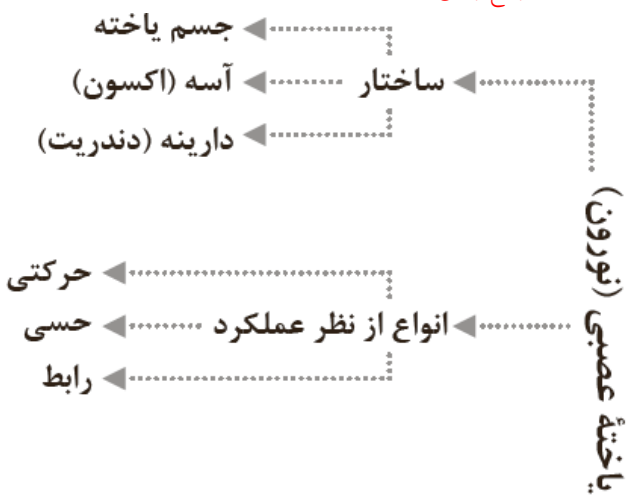 یاختهٔ عصبی (نورون)
ساختار
جسم یاخته
آسه (اکسون)
دارینه (دندریت)
انواع از نظر عملکرد
حرکتی
حسی
رابط